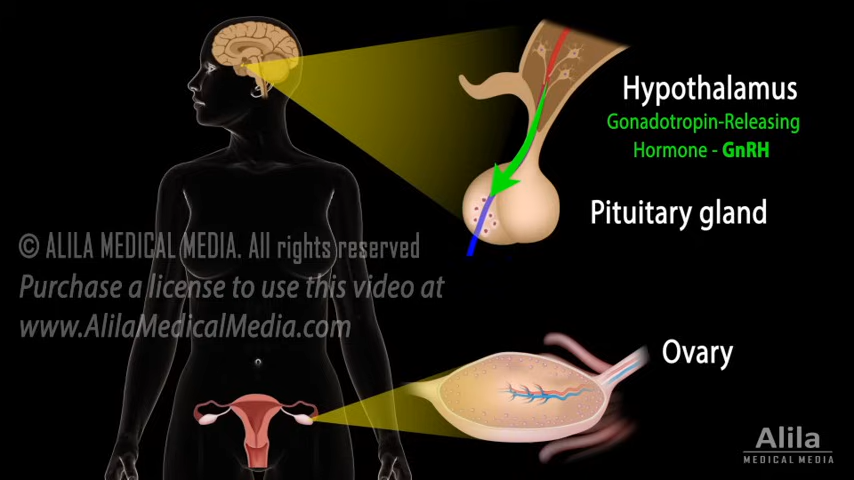 Hypothalamus
Gonadotropin-Releasing
Hormone - GnRH
Pituitary gland
© ALILA MEDICAL MEDIA. All rights reserved
Purchase a license to use this video at
www.AlilaMedicalMedia.com
Ovary
Alila
MEDICAL MEDIA